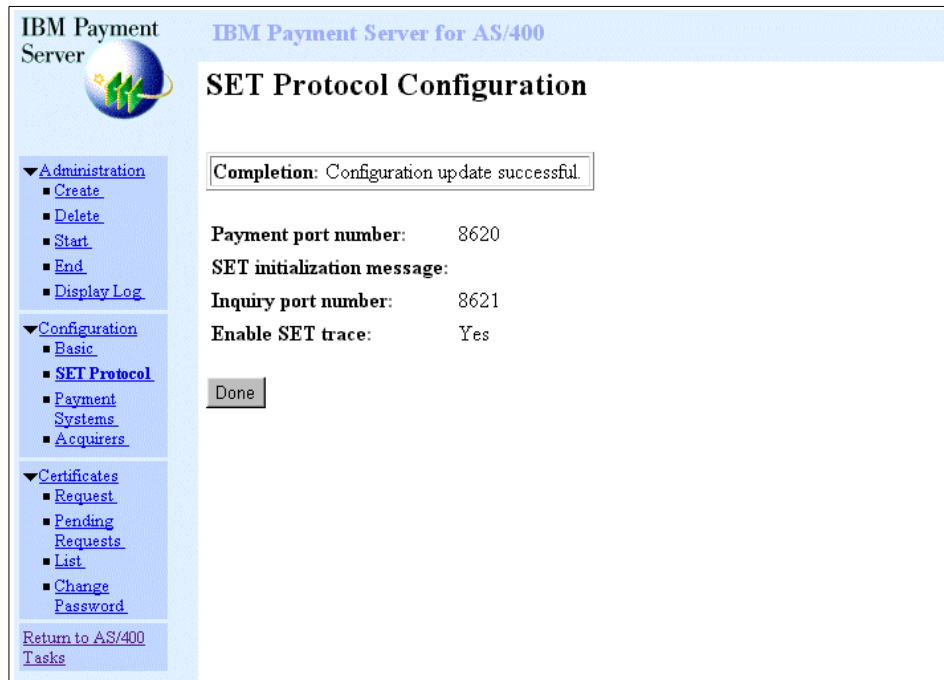 IBM Payment
Server
IBM Payment Server for AS/400
SET Protocol Configuration
Completion: Configuration update successful.
Payment port number: 8620
SET initialization message:
Inquiry port number: 8621
Enable SET trace: Yes
Done
Administration
Create
Delete
Start
End
Display Log
Configuration
Basic
SET Protocol
Payment
Systems
Acquirers
Certificates
Request
Pending
Requests
List
Change
Password
Return to AS/400
Tasks